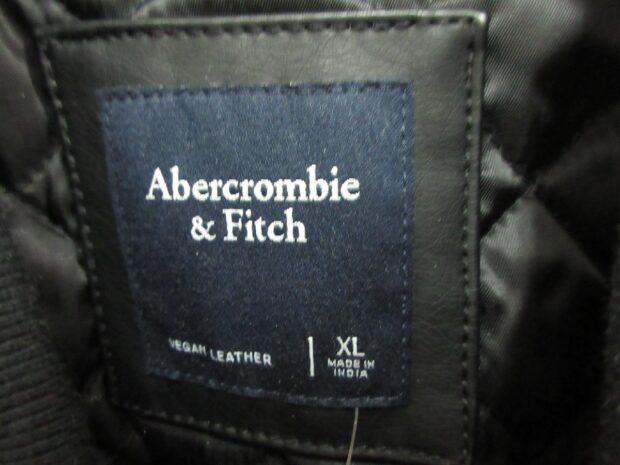 Abercrombie
& Fitch
VEGAN LEATHER
XL
MADE IN
INDIA